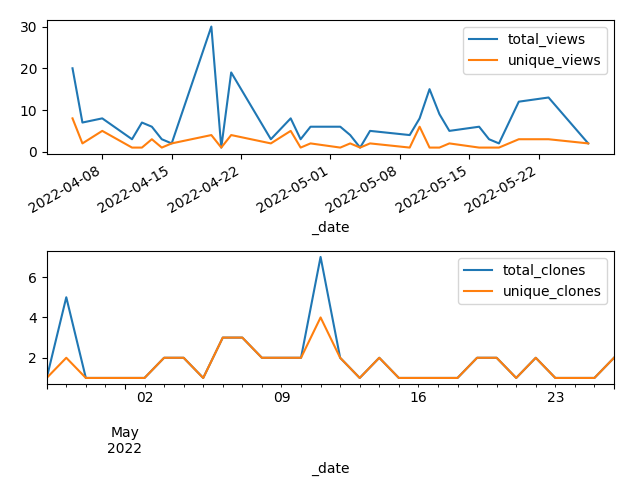 30
20
10
0
total_views
unique_views
2022-04-08
2022-04-15
2022-04-22
2022-05-01
2022-05-08
2022-05-15
2022-05-22
_date
6
4
2
total_clones
unique_clones
02
09
16
23
May
2022
_date